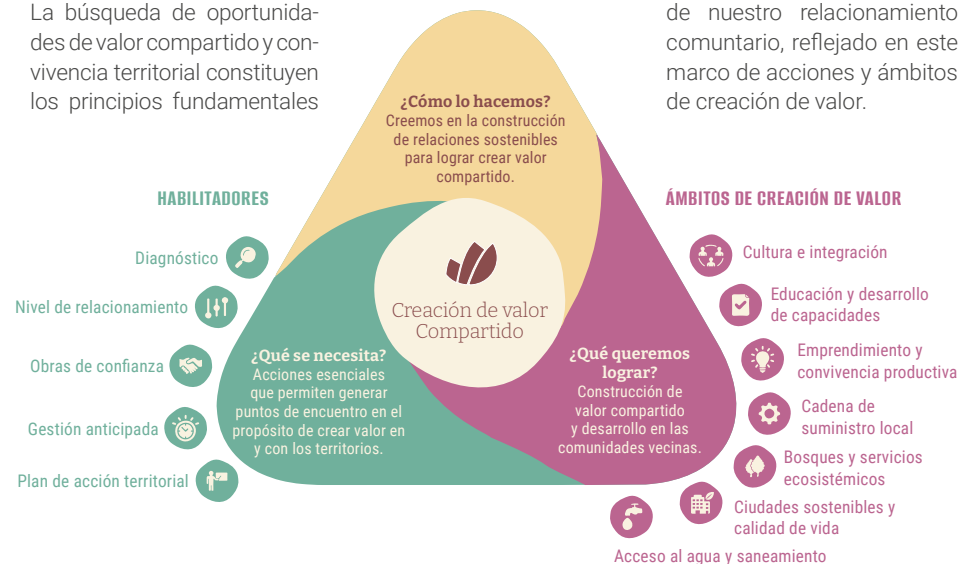 La búsqueda de oportunida-
des de valor compartido y con-
vivencia territorial constituyen
los principios fundamentales
de nuestro relacionamiento
comuntario, reflejado en este
marco de acciones y ámbitos
de creación de valor.
¿Cómo lo hacemos?
Creemos en la construcción
de relaciones sostenibles
para lograr crear valor
compartido.
HABILITADORES
Diagnóstico
Nivel de relacionamiento
Obras de confianza
Gestión anticipada
Plan de acción territorial
¿Qué se necesita?
Acciones esenciales
que permiten generar
puntos de encuentro en el
propósito de crear valor en
y con los territorios.
Creación de valor
Compartido
¿Qué queremos
lograr?
Construcción de
valor compartido
y desarrollo en las
comunidades vecinas.
ÁMBITOS DE CREACIÓN DE VALOR
Cultura e integración
Educación y desarrollo
de capacidades
Emprendimiento y
convivencia productiva
Cadena de
suministro local
Bosques y servicios
ecosistémicos
Ciudades sostenibles y
calidad de vida
Acceso al agua y saneamiento